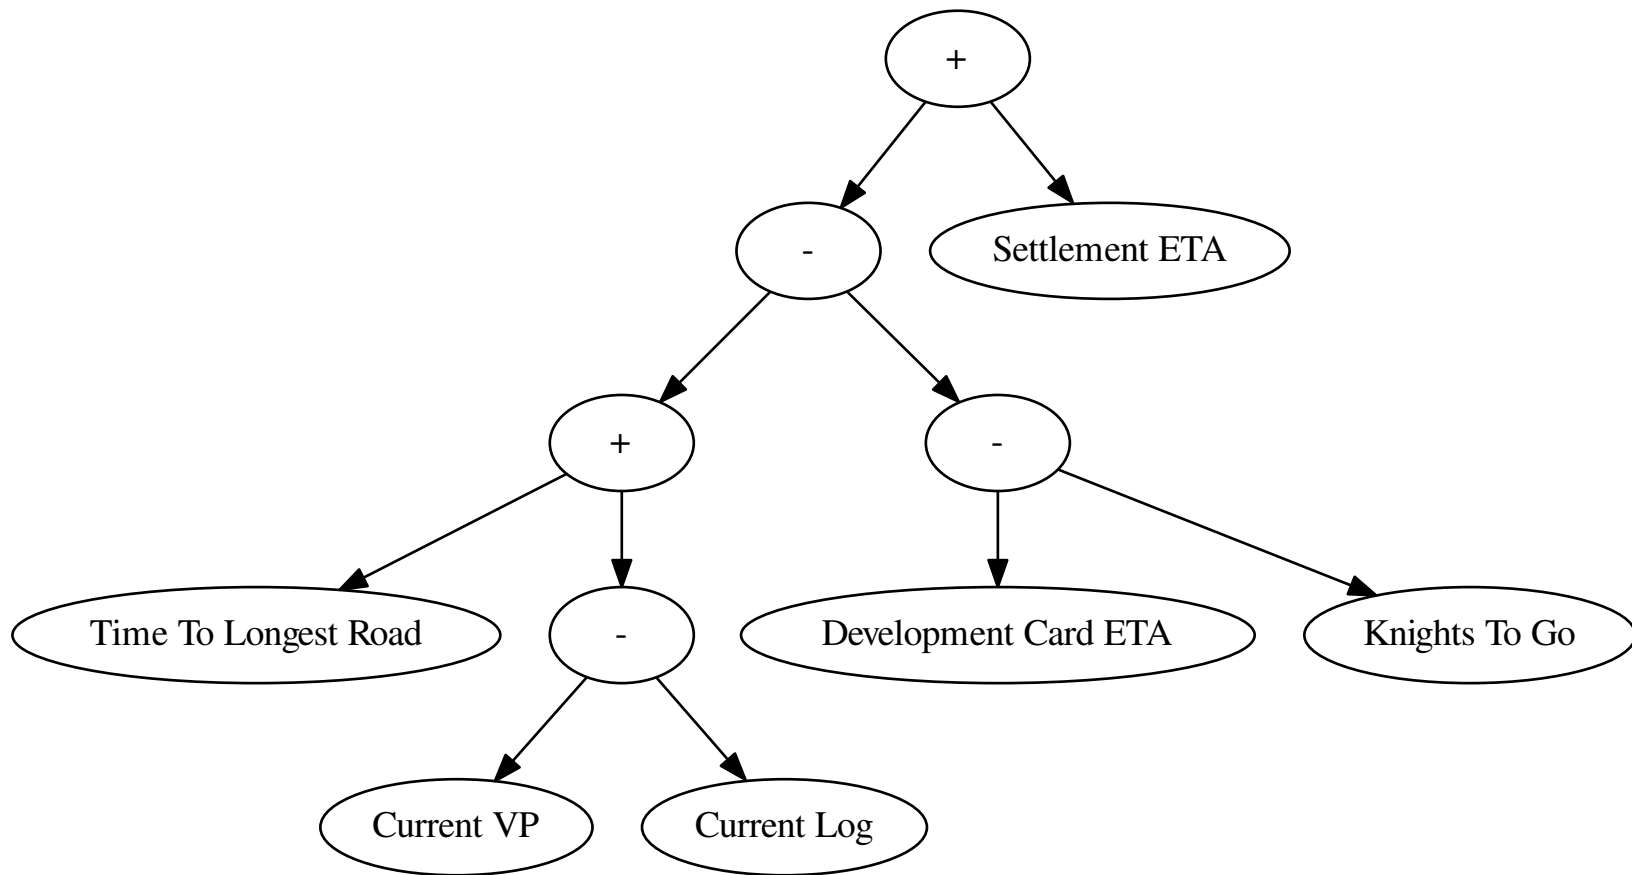 +
-
Settlement ETA
+
-
Time To Longest Road
-
Development Card ETA
Knights To Go
Current VP
Current Log